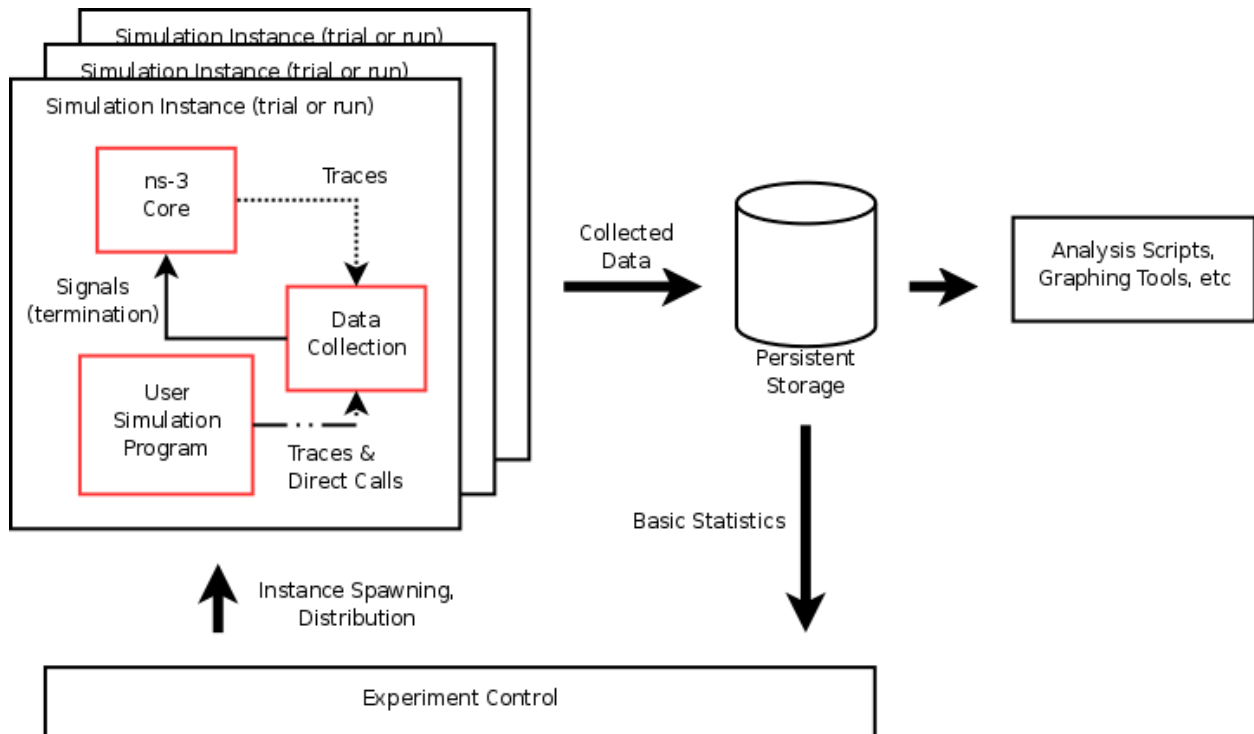 Simulation Instance (trial or run)
Simulation Instance (trial or run)
Simulation Instance (trial or run)
ns-3
Core
Traces
Signals
(termination)
Data
Collection
User
Simulation
Program
Traces &
Direct Calls
Collected
Data
Persistent
Storage
Analysis Scripts,
Graphing Tools, etc
Basic Statistics
Instance Spawning,
Distribution
Experiment Control